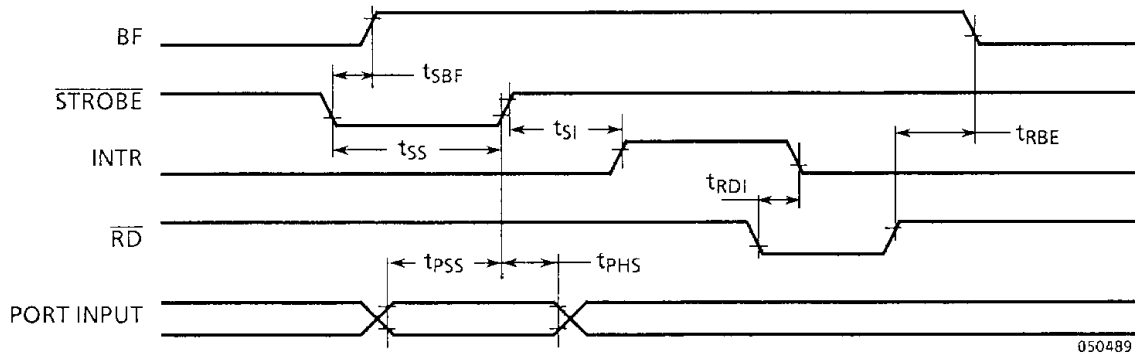 BF
tSBF
STROBE
tSS
tSI
tRBE
INTR
tRDI
RD
tPSS
tPHS
PORT INPUT
050489